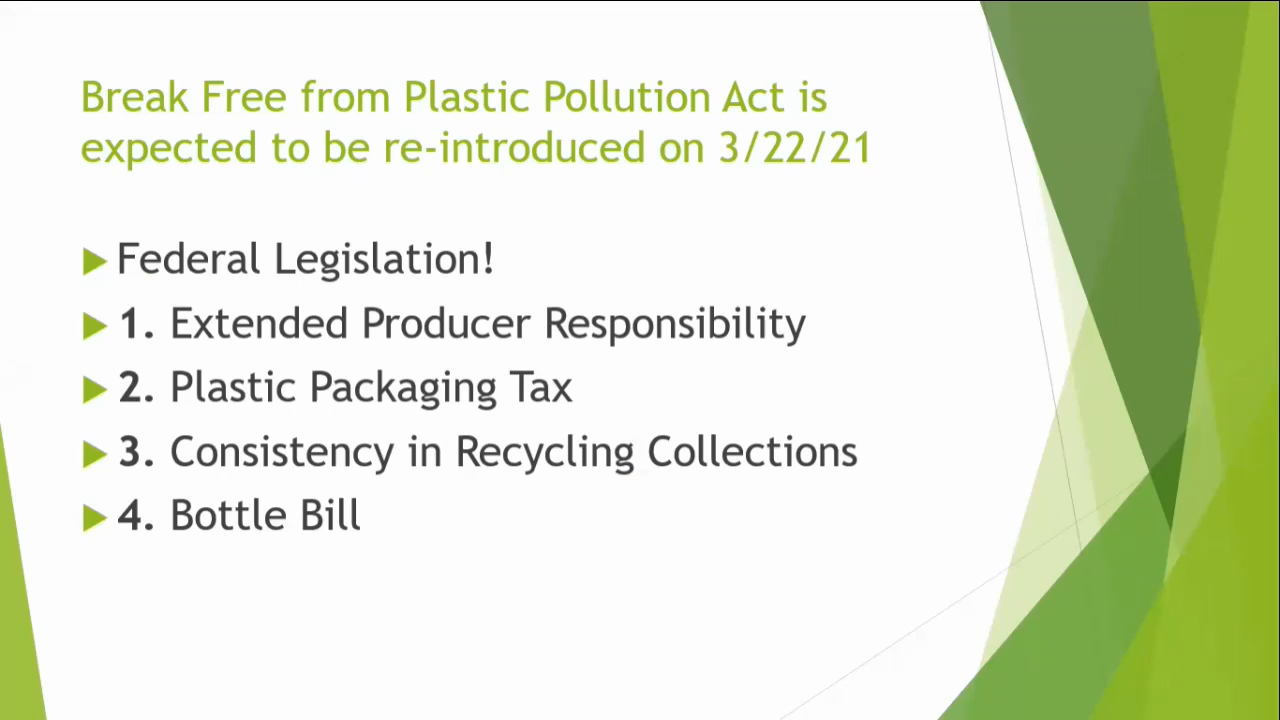 Break Free from Plastic Pollution Act is
expected to be re-introduced on 3/22/21
Federal Legislation!
1. Extended Producer Responsibility
2. Plastic Packaging Tax
3. Consistency in Recycling Collections
4. Bottle Bill